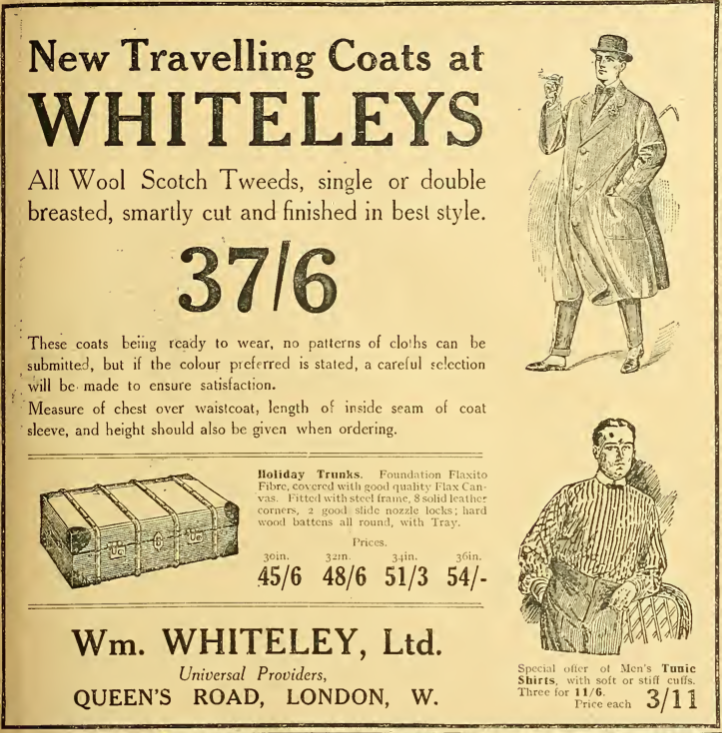 New Travelling Coats at
WHITELEYS
All Wool Scotch Tweeds, single or double
breasted, smartly cut and finished in best style.
37/6
These coats being ready to wear, no patterns of cloths can be
submitted, but if the colour preferred is stated, a careful selection
will be made to ensure satisfaction.
Measure of chest over waistcoat, length of inside seam of coat
sleeve, and height should also be given when ordering.
Holiday Trunks. Foundation Flaxito
Fibre, covered with good quality Flax Can-
vas. Fitted with steel frame, 8 solid leather
corners, 2 good slide nozzle locks; hard
wood battens all round, with Tray.
Prices.
30in. 32in. 34in. 36in.
45/6 48/6 51/3 54/-
Wm. WHITELEY, Ltd.
Universal Providers,
QUEEN'S ROAD, LONDON, W.
Special offer of Men's Tunic
Shirts, with soft or stiff cuffs.
Three for 11/6.
Price each 3/11